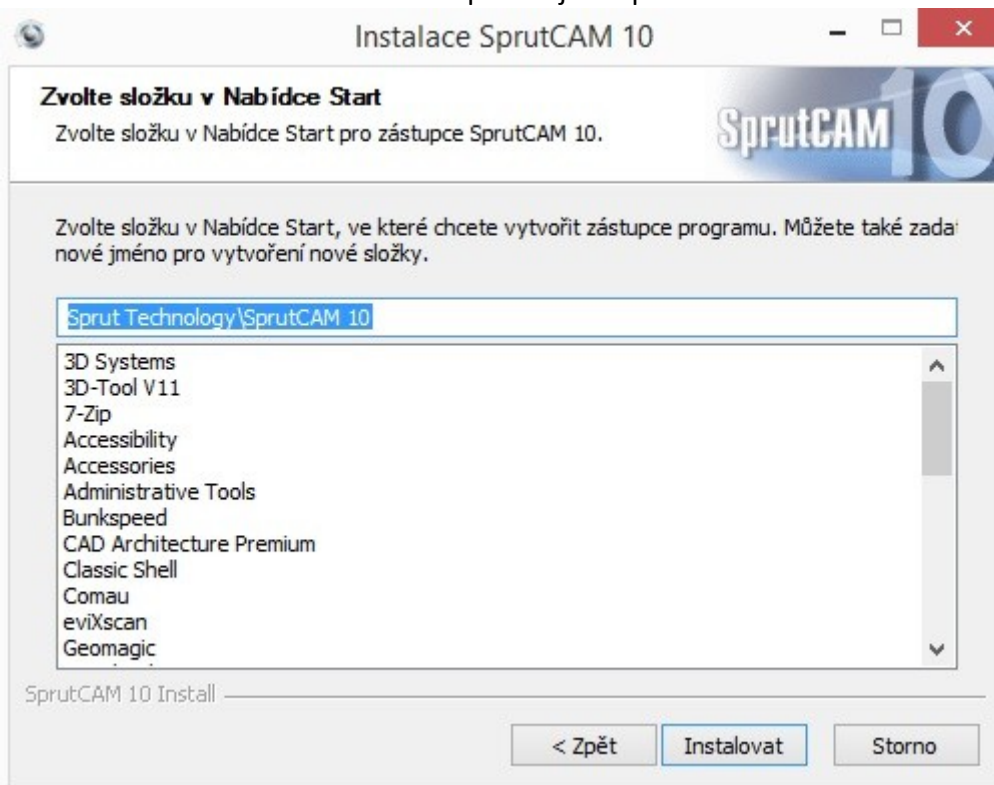 Instalace SprutCAM 10
Zvolte složku v Nabídce Start
Zvolte složku v Nabídce Start pro zástupce SprutCAM 10.
SprutCAM 10
Zvolte složku v Nabídce Start, ve které chcete vytvořit zástupce programu. Můžete také zada
nové jméno pro vytvoření nové složky.
Sprut Technology\SprutCAM 10
3D Systems
3D-Tool V11
7-Zip
Accessibility
Accessories
Administrative Tools
Bunkspeed
CAD Architecture Premium
Classic Shell
Comau
eviXscan
Geomagic
SprutCAM 10 Install
< Zpět
Instalovat
Storno